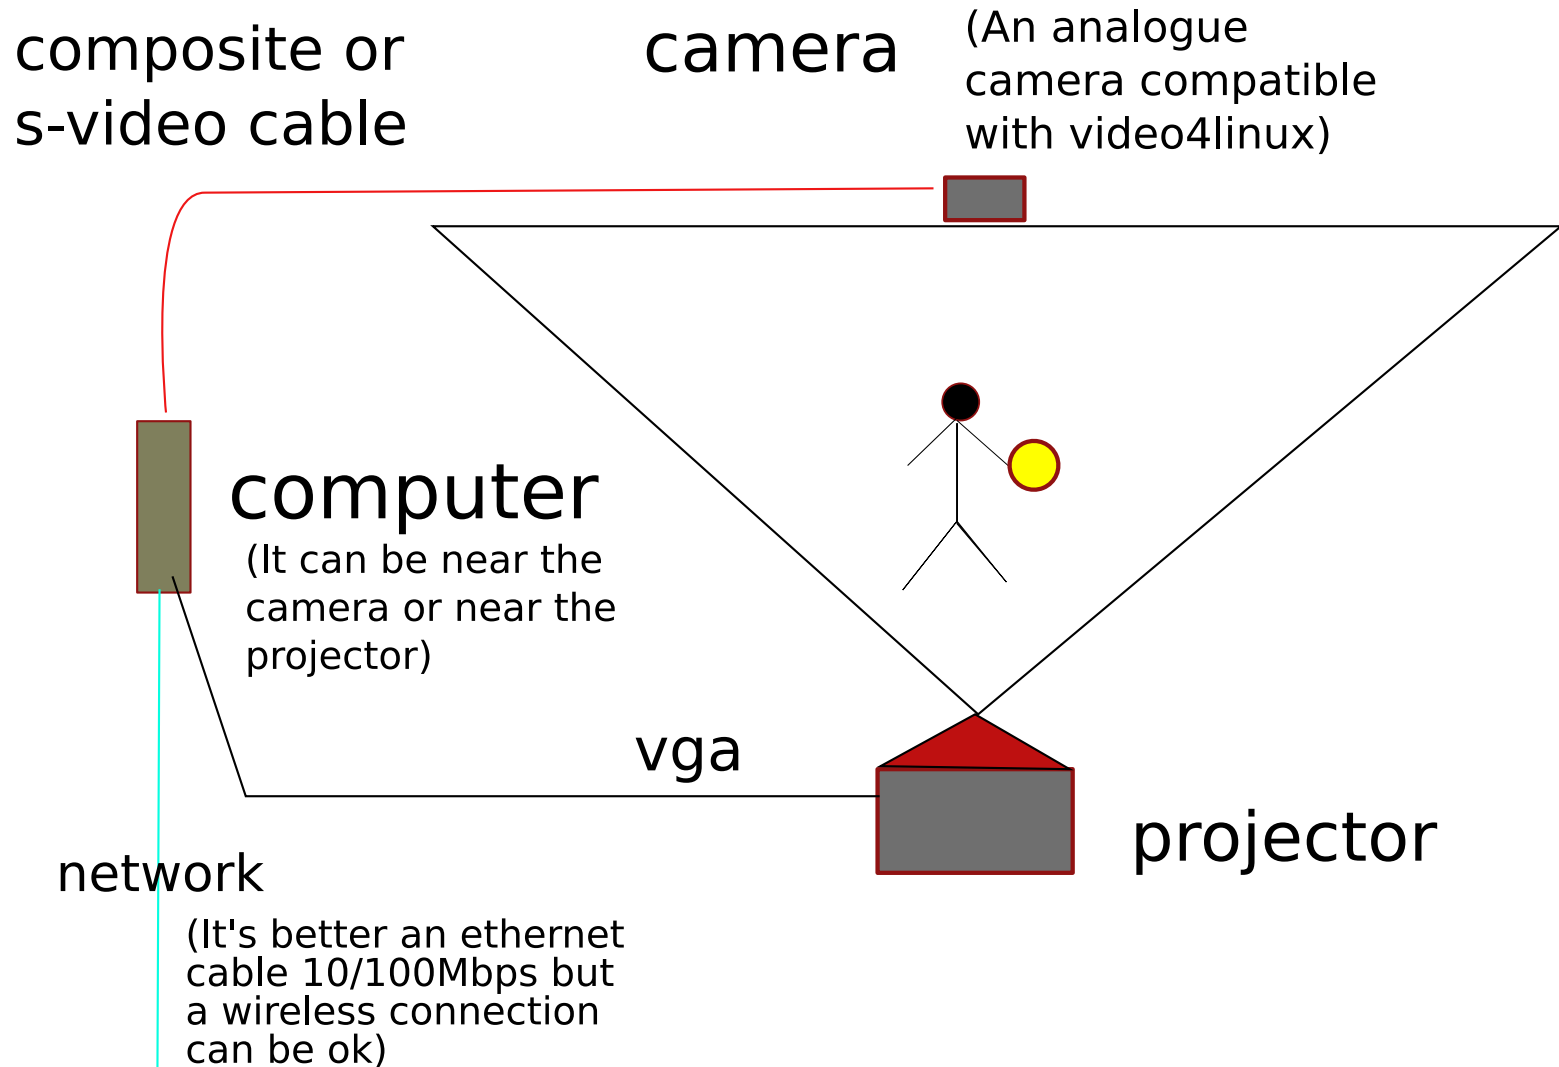 composite or
s-video cable
camera
(An analogue
camera compatible
with video4linux)
computer
(It can be near the
camera or near the
projector)
vga
projector
network
(It's better an ethernet
cable 10/100Mbps but
a wireless connection
can be ok)